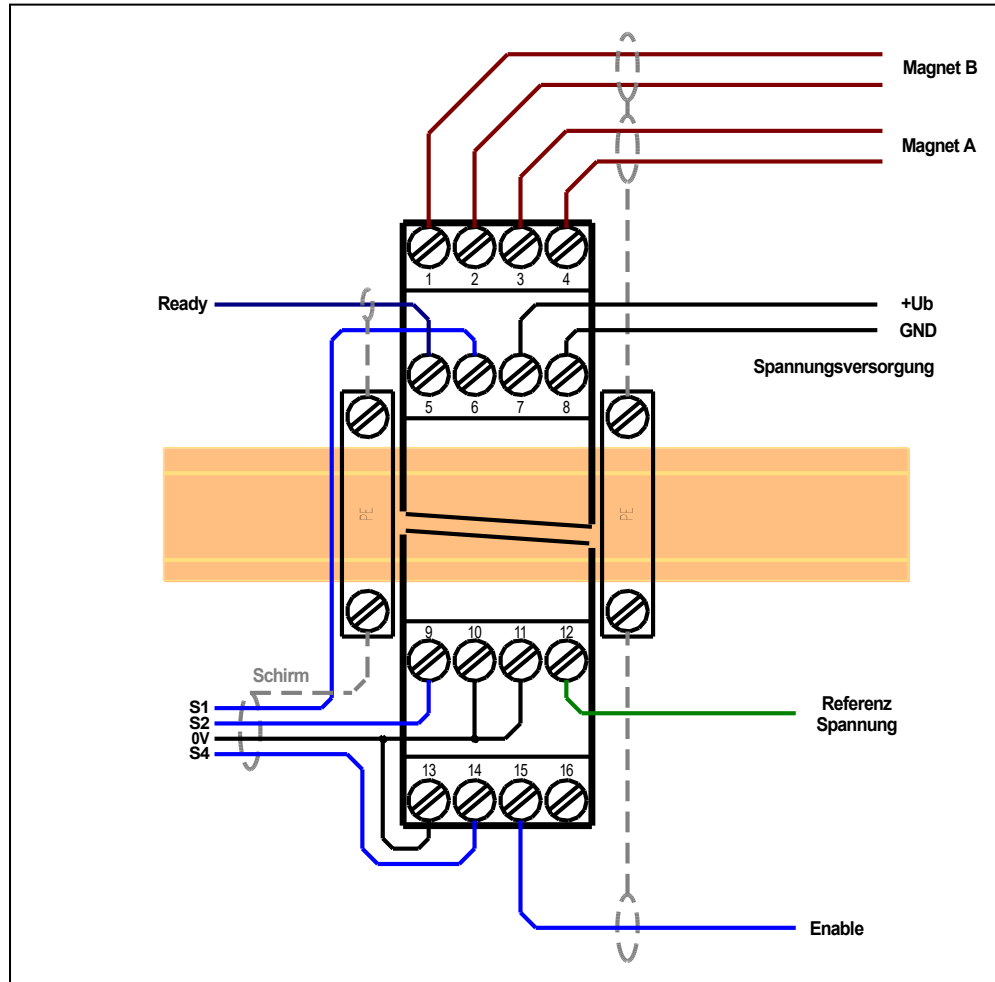 Magnet B
Magnet A
1 2 3 4
Ready
+Ub
GND
Spannungsversorgung
5 6 7 8
PE PE
9 10 11 12
Schirm
S1
S2
0V
S4
Referenz
Spannung
13 14 15 16
Enable